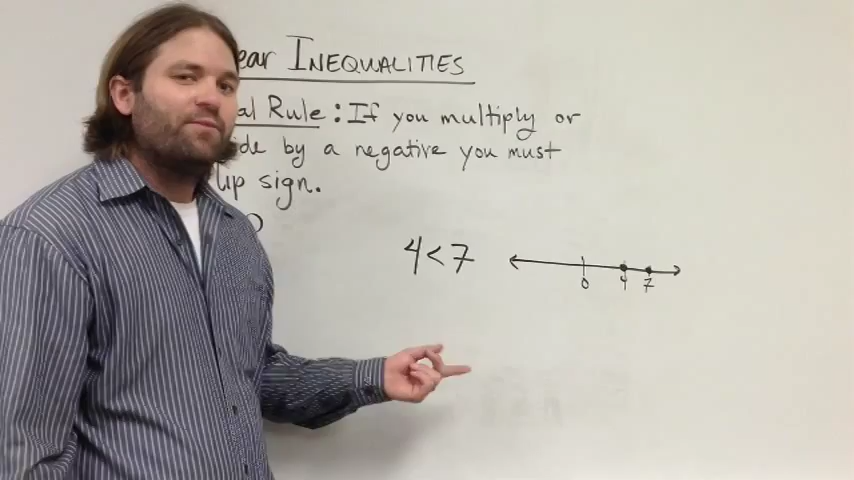 ear INEQUALITIES
al Rule: If you multiply or
ide by a negative you must
lip sign.
4<7
0 4 7